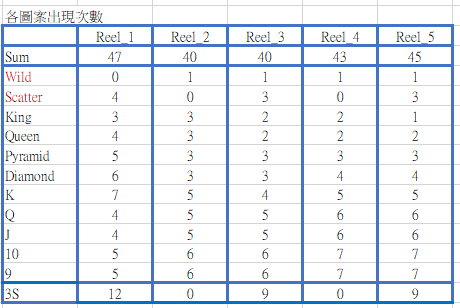 各圖案出現次數
Reel_1 Reel_2 Reel_3 Reel_4 Reel_5
Sum 47 40 40 43 45
Wild 0 1 1 1 1
Scatter 4 0 3 0 3
King 3 3 2 2 1
Queen 4 3 2 2 2
Pyramid 5 3 3 3 3
Diamond 6 3 3 4 4
K 7 5 4 5 5
Q 4 5 5 6 6
J 4 5 5 6 6
10 5 6 6 7 7
9 5 6 6 7 7
3S 12 0 9 0 9